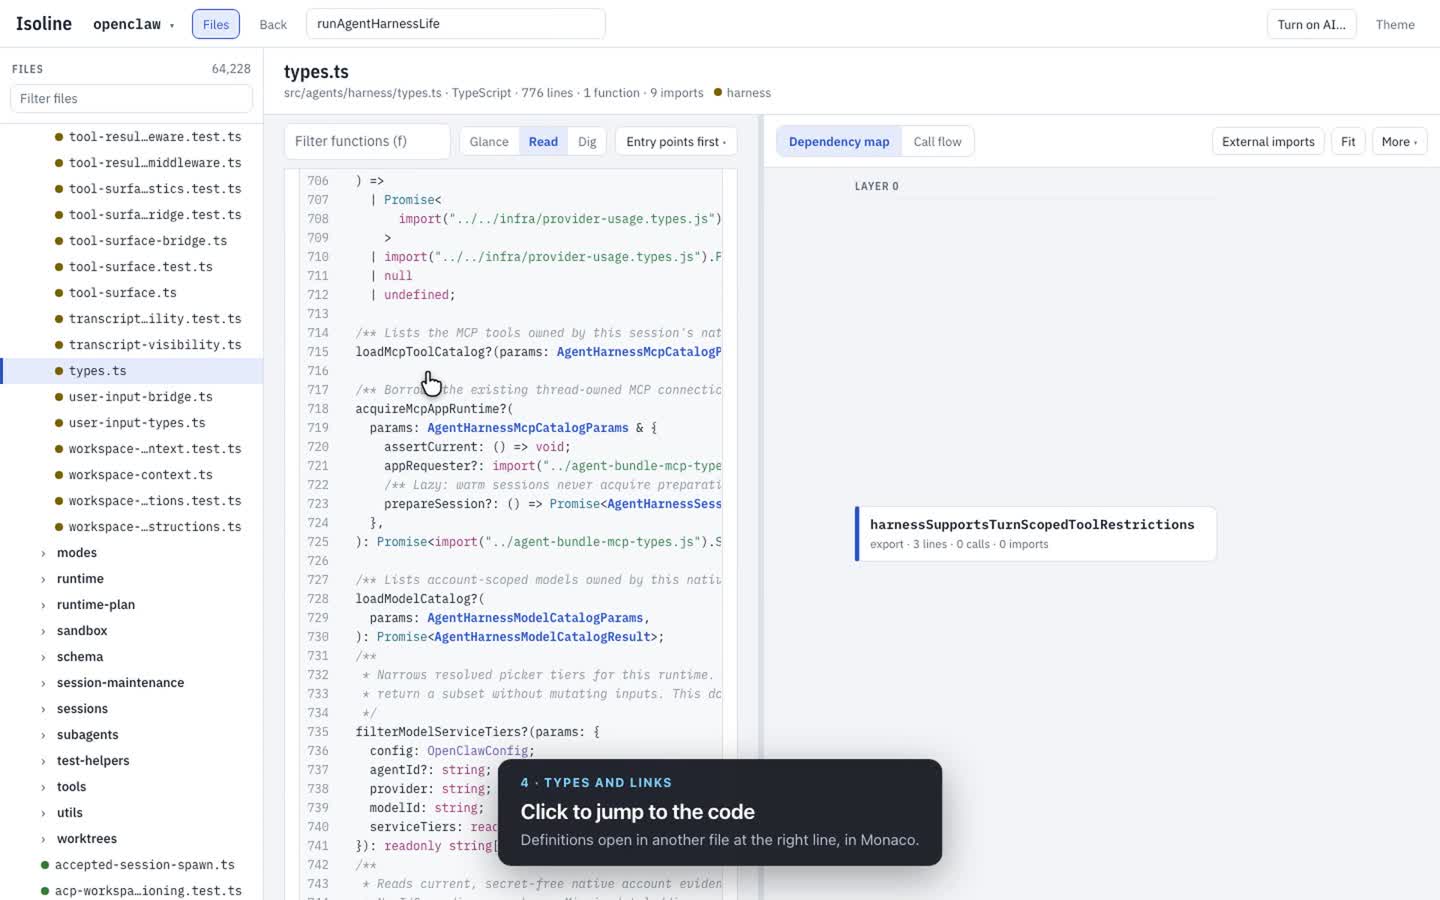 Isoline openclaw ▾ Files Back runAgentHarnessLife Turn on AI... Theme
FILES 64,228
Filter files
tool-resul…eware.test.ts
tool-resul…middleware.ts
tool-surfa…stics.test.ts
tool-surfa…ridge.test.ts
tool-surface-bridge.ts
tool-surface.test.ts
tool-surface.ts
transcript…ility.test.ts
transcript-visibility.ts
types.ts
user-input-bridge.ts
user-input-types.ts
workspace-…ntext.test.ts
workspace-context.ts
workspace-…tions.test.ts
workspace-…structions.ts
› modes
› runtime
› runtime-plan
› sandbox
› schema
› session-maintenance
› sessions
› subagents
› test-helpers
› tools
› utils
› worktrees
accepted-session-spawn.ts
acp-workspa…ioning.test.ts
types.ts
src/agents/harness/types.ts · TypeScript · 776 lines · 1 function · 9 imports harness
Filter functions (f) Glance Read Dig Entry points first
706 ) =>
707 | Promise<
708 import("../../infra/provider-usage.types.js")
709 >
710 | import("../../infra/provider-usage.types.js").
711 | null
712 | undefined;
713
714 /** Lists the MCP tools owned by this session's nat
715 loadMcpToolCatalog?(params: AgentHarnessMcpCatalogP
716
717 /** Borro the existing thread-owned MCP connectio
718 acquireMcpAppRuntime?(
719 params: AgentHarnessMcpCatalogParams & {
720 assertCurrent: () => void;
721 appRequester?: import("../agent-bundle-mcp-type
722 /** Lazy: warm sessions never acquire preparati
723 prepareSession?: () => Promise<AgentHarnessSess
724 },
725 ): Promise<import("../agent-bundle-mcp-types.js").S
726
727 /** Lists account-scoped models owned by this nativ
728 loadModelCatalog?(
729 params: AgentHarnessModelCatalogParams,
730 ): Promise<AgentHarnessModelCatalogResult>;
731 /**
732 * Narrows resolved picker tiers for this runtime.
733 * return a subset without mutating inputs. This do
734 */
735 filterModelServiceTiers?(params: {
736 config: OpenClawConfig;
737 agentId?: string;
738 provider: string;
739 modelId: string;
740 serviceTiers: reac
741 }): readonly string[
742 /**
743 * Reads current, secret-free native account eviden
Dependency map Call flow External imports Fit More
LAYER 0
harnessSupportsTurnScopedToolRestrictions
export · 3 lines · 0 calls · 0 imports
4 · TYPES AND LINKS
Click to jump to the code
Definitions open in another file at the right line, in Monaco.